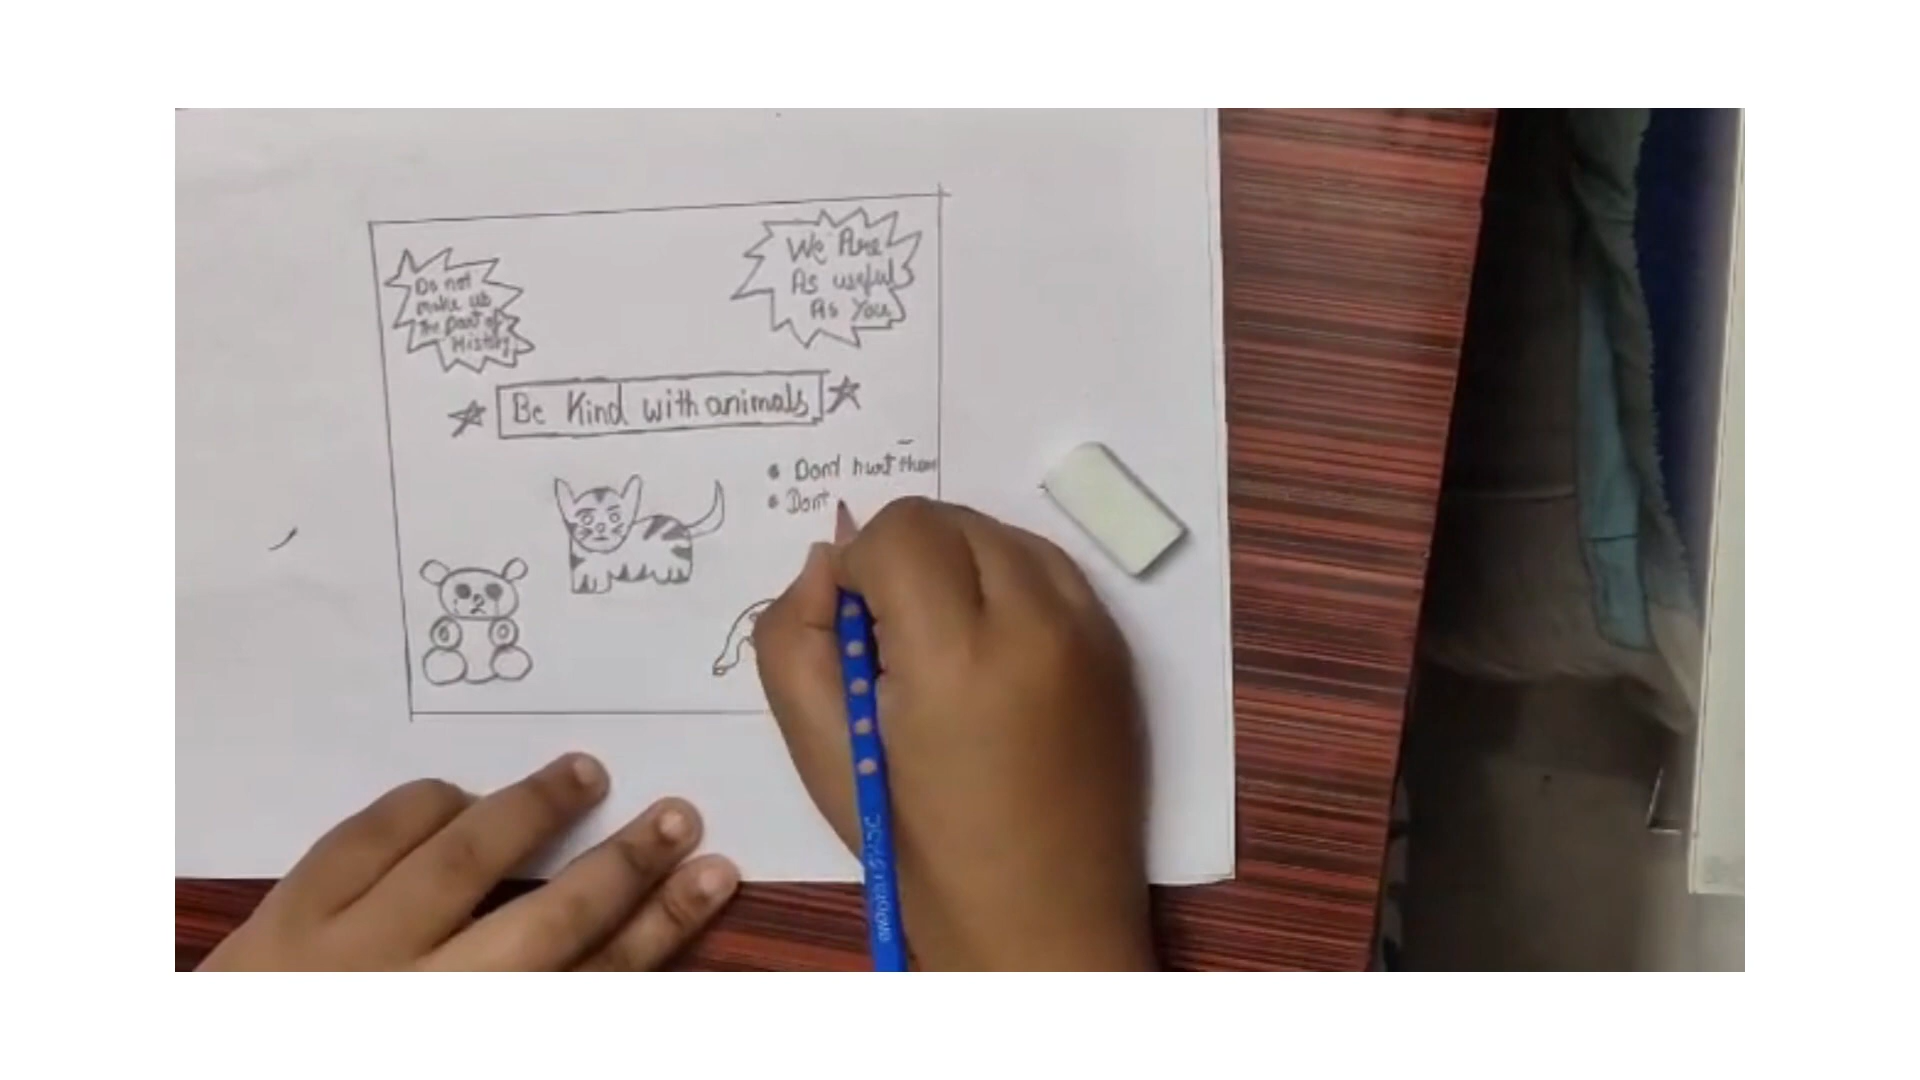 Do not
make us
the part of
History
We Are
As useful
As You
Be Kind with animals
• Dont hurt them
• Dont
DOMS